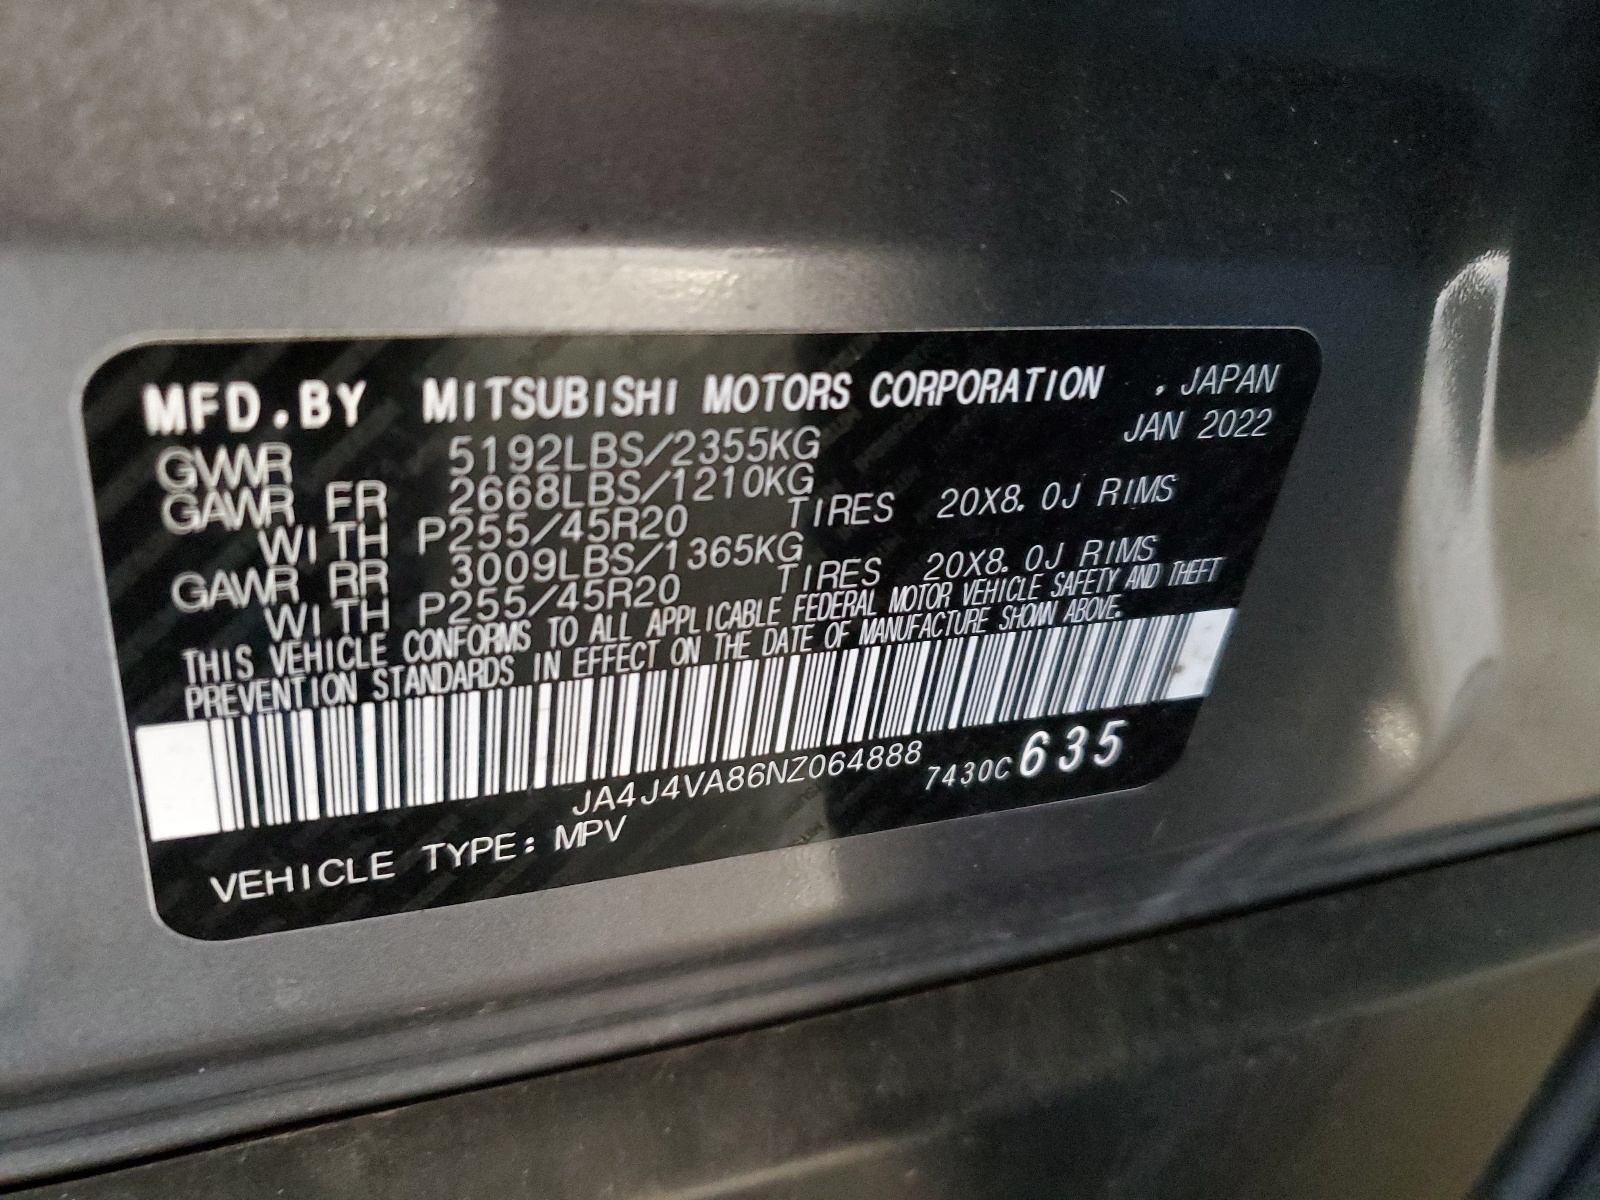 MFD.BY MITSUBISHI MOTORS CORPORATION . JAPAN
JAN 2022
GVWR 5192LBS/2355KG
GAWR FR 2668LBS/1210KG
WITH P255/45R20 TIRES 20X8.0J RIMS
GAWR RR 3009LBS/1365KG
WITH P255/45R20 TIRES 20X8.0J RIMS
THIS VEHICLE CONFORMS TO ALL APPLICABLE FEDERAL MOTOR VEHICLE SAFETY AND THEFT
PREVENTION STANDARDS IN EFFECT ON THE DATE OF MANUFACTURE SHOWN ABOVE.
JA4J4VA86NZ064888 7430C635
VEHICLE TYPE: MPV